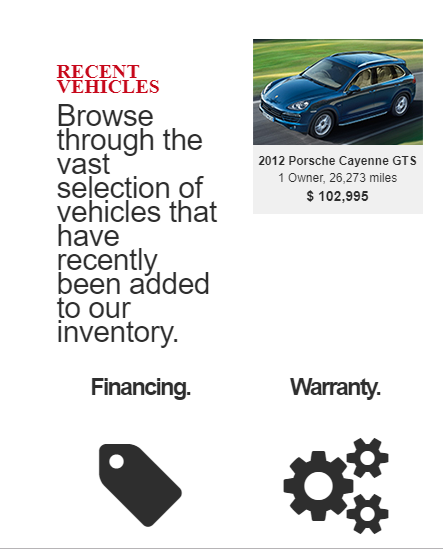 RECENT
VEHICLES
Browse
through the
vast
selection of
vehicles that
have
recently
been added
to our
inventory.
2012 Porsche Cayenne GTS
1 Owner, 26,273 miles
$ 102,995
Financing.
Warranty.